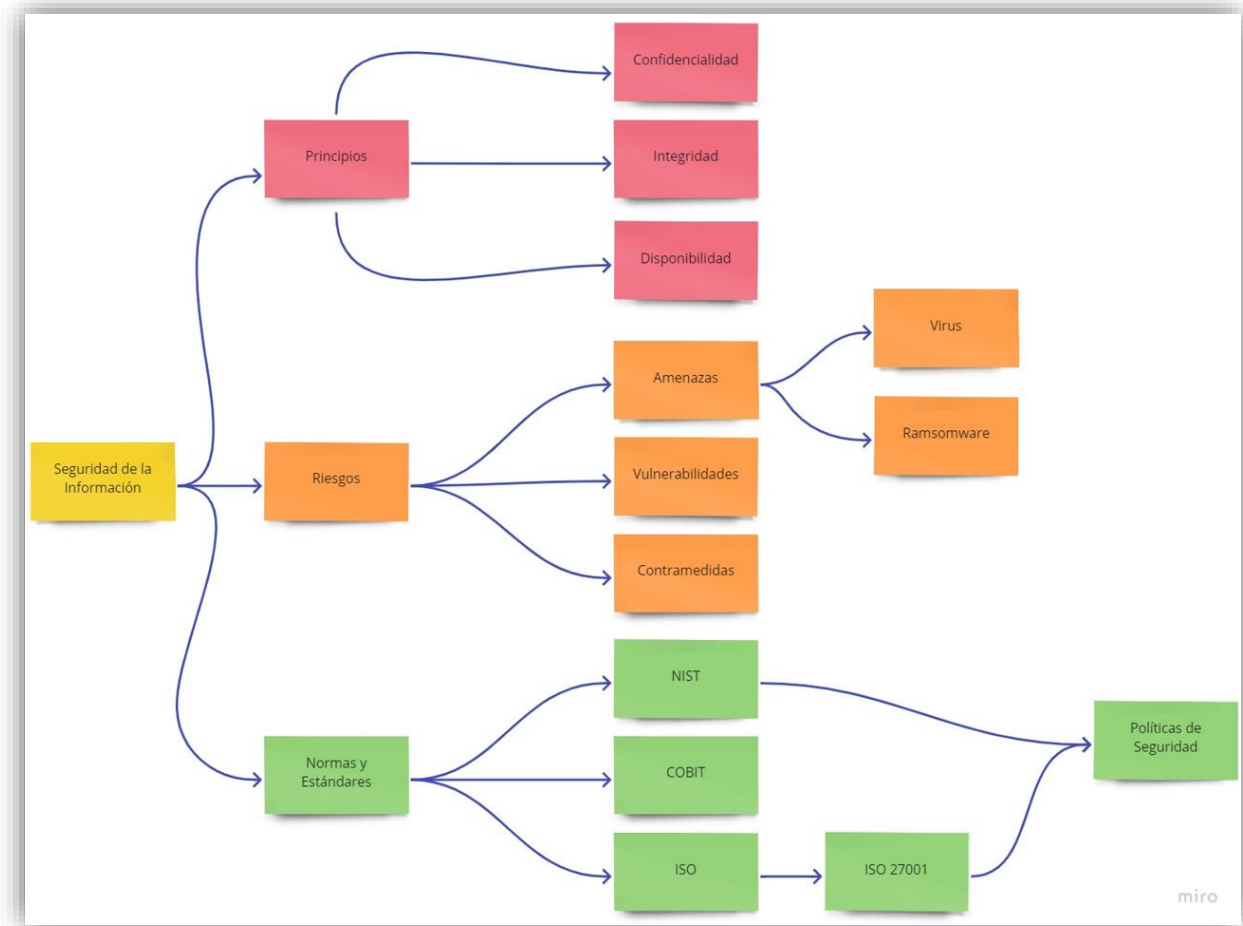 Confidencialidad
Principios
Integridad
Disponibilidad
Virus
Amenazas
Ramsomware
Seguridad de la
Información
Riesgos
Vulnerabilidades
Contramedidas
NIST
Políticas de
Seguridad
Normas y
Estándares
COBIT
ISO
ISO 27001
miro